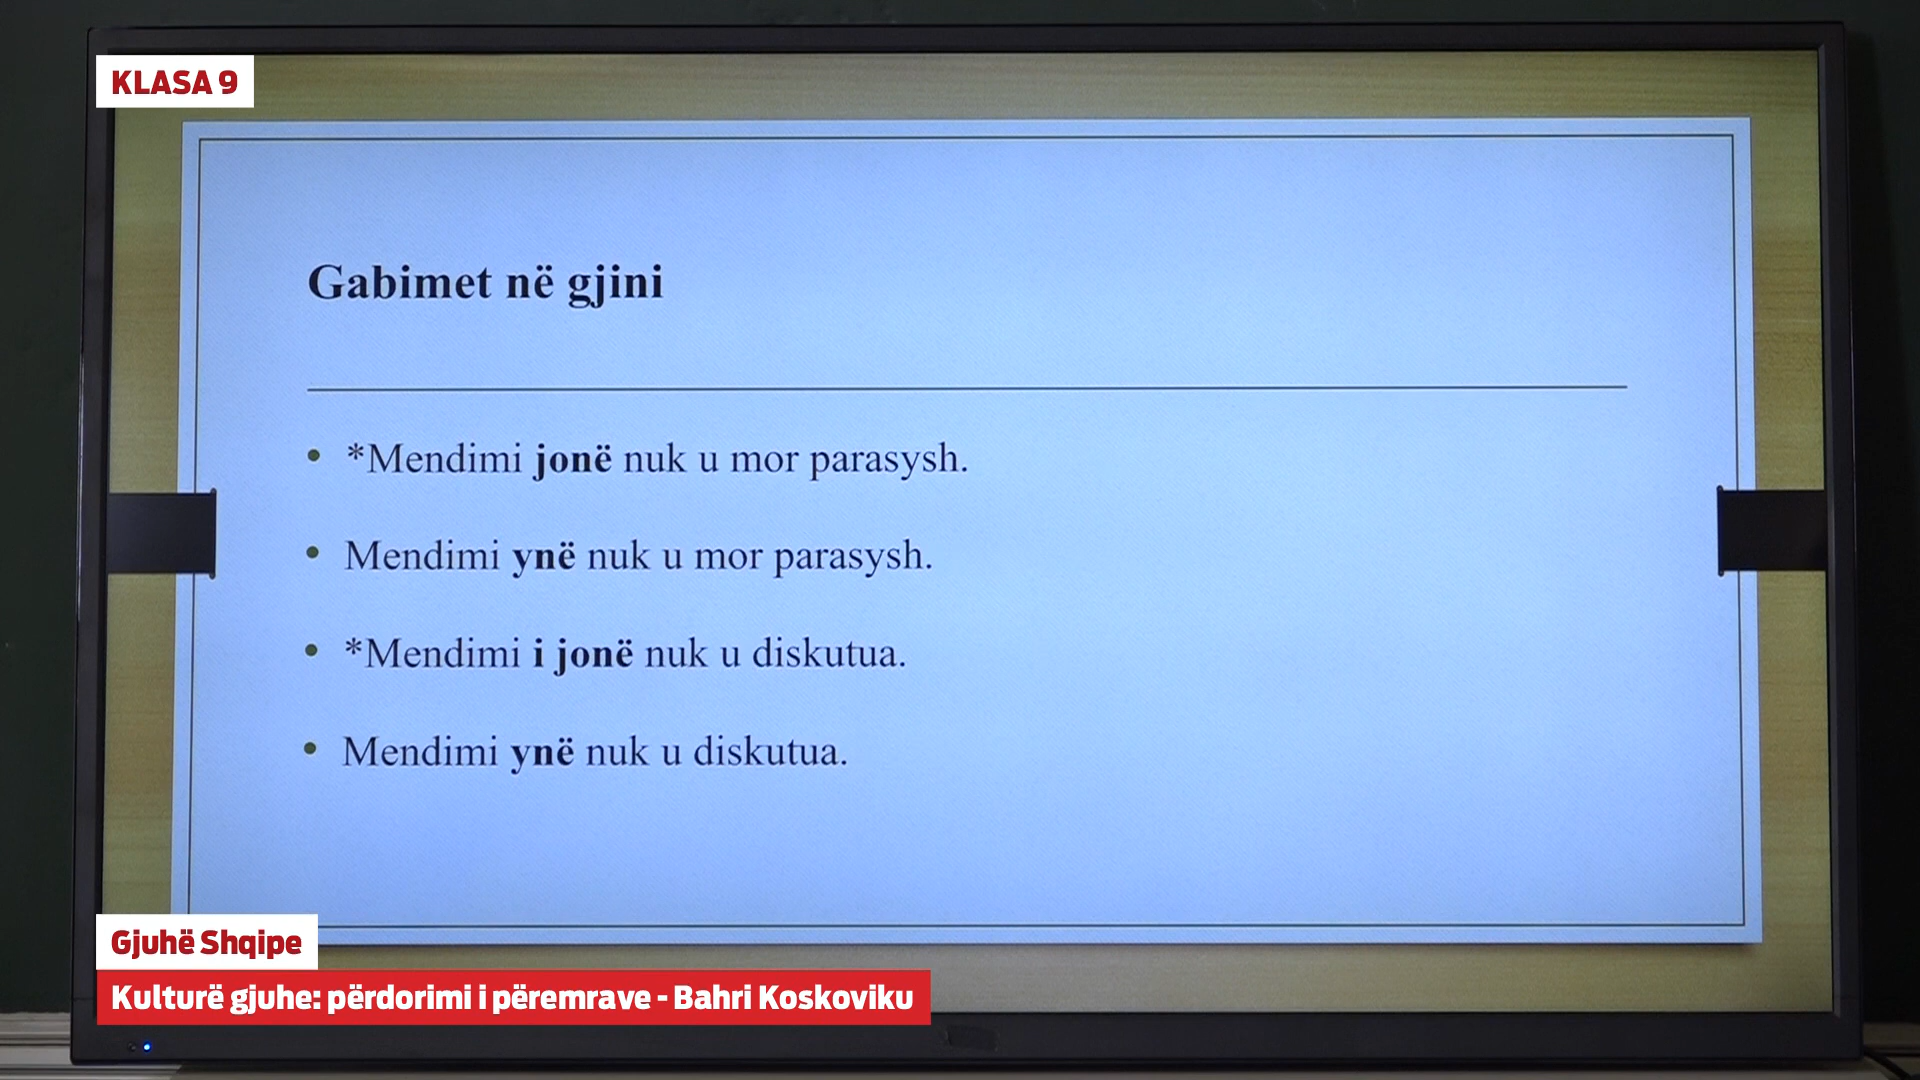 KLASA 9
Gabimet në gjini
• *Mendimi jonë nuk u mor parasysh.
• Mendimi ynë nuk u mor parasysh.
• *Mendimi i jonë nuk u diskutua.
• Mendimi ynë nuk u diskutua.
Gjuhë Shqipe
Kulturë gjuhe: përdorimi i përemrave - Bahri Koskoviku